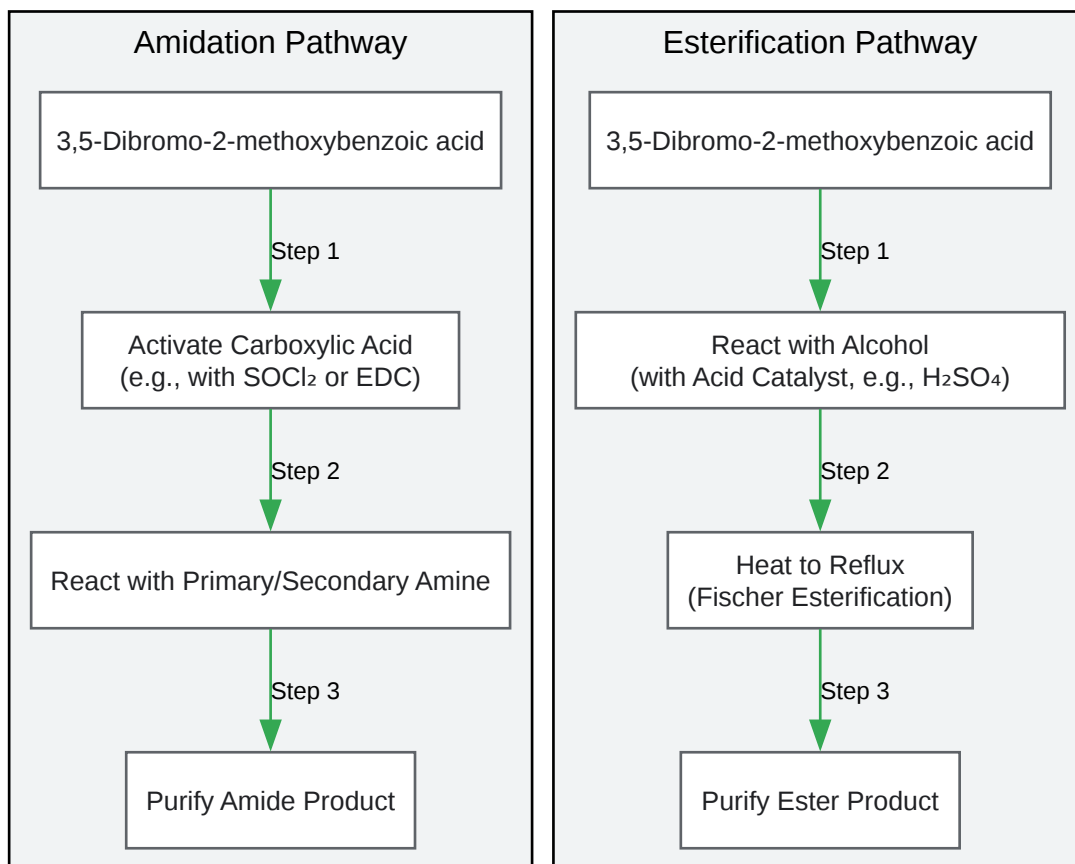 Amidation Pathway
3,5-Dibromo-2-methoxybenzoic acid
Step 1
Activate Carboxylic Acid
(e.g., with SOCl₂ or EDC)
Step 2
React with Primary/Secondary Amine
Step 3
Purify Amide Product
Esterification Pathway
3,5-Dibromo-2-methoxybenzoic acid
Step 1
React with Alcohol
(with Acid Catalyst, e.g., H₂SO₄)
Step 2
Heat to Reflux
(Fischer Esterification)
Step 3
Purify Ester Product